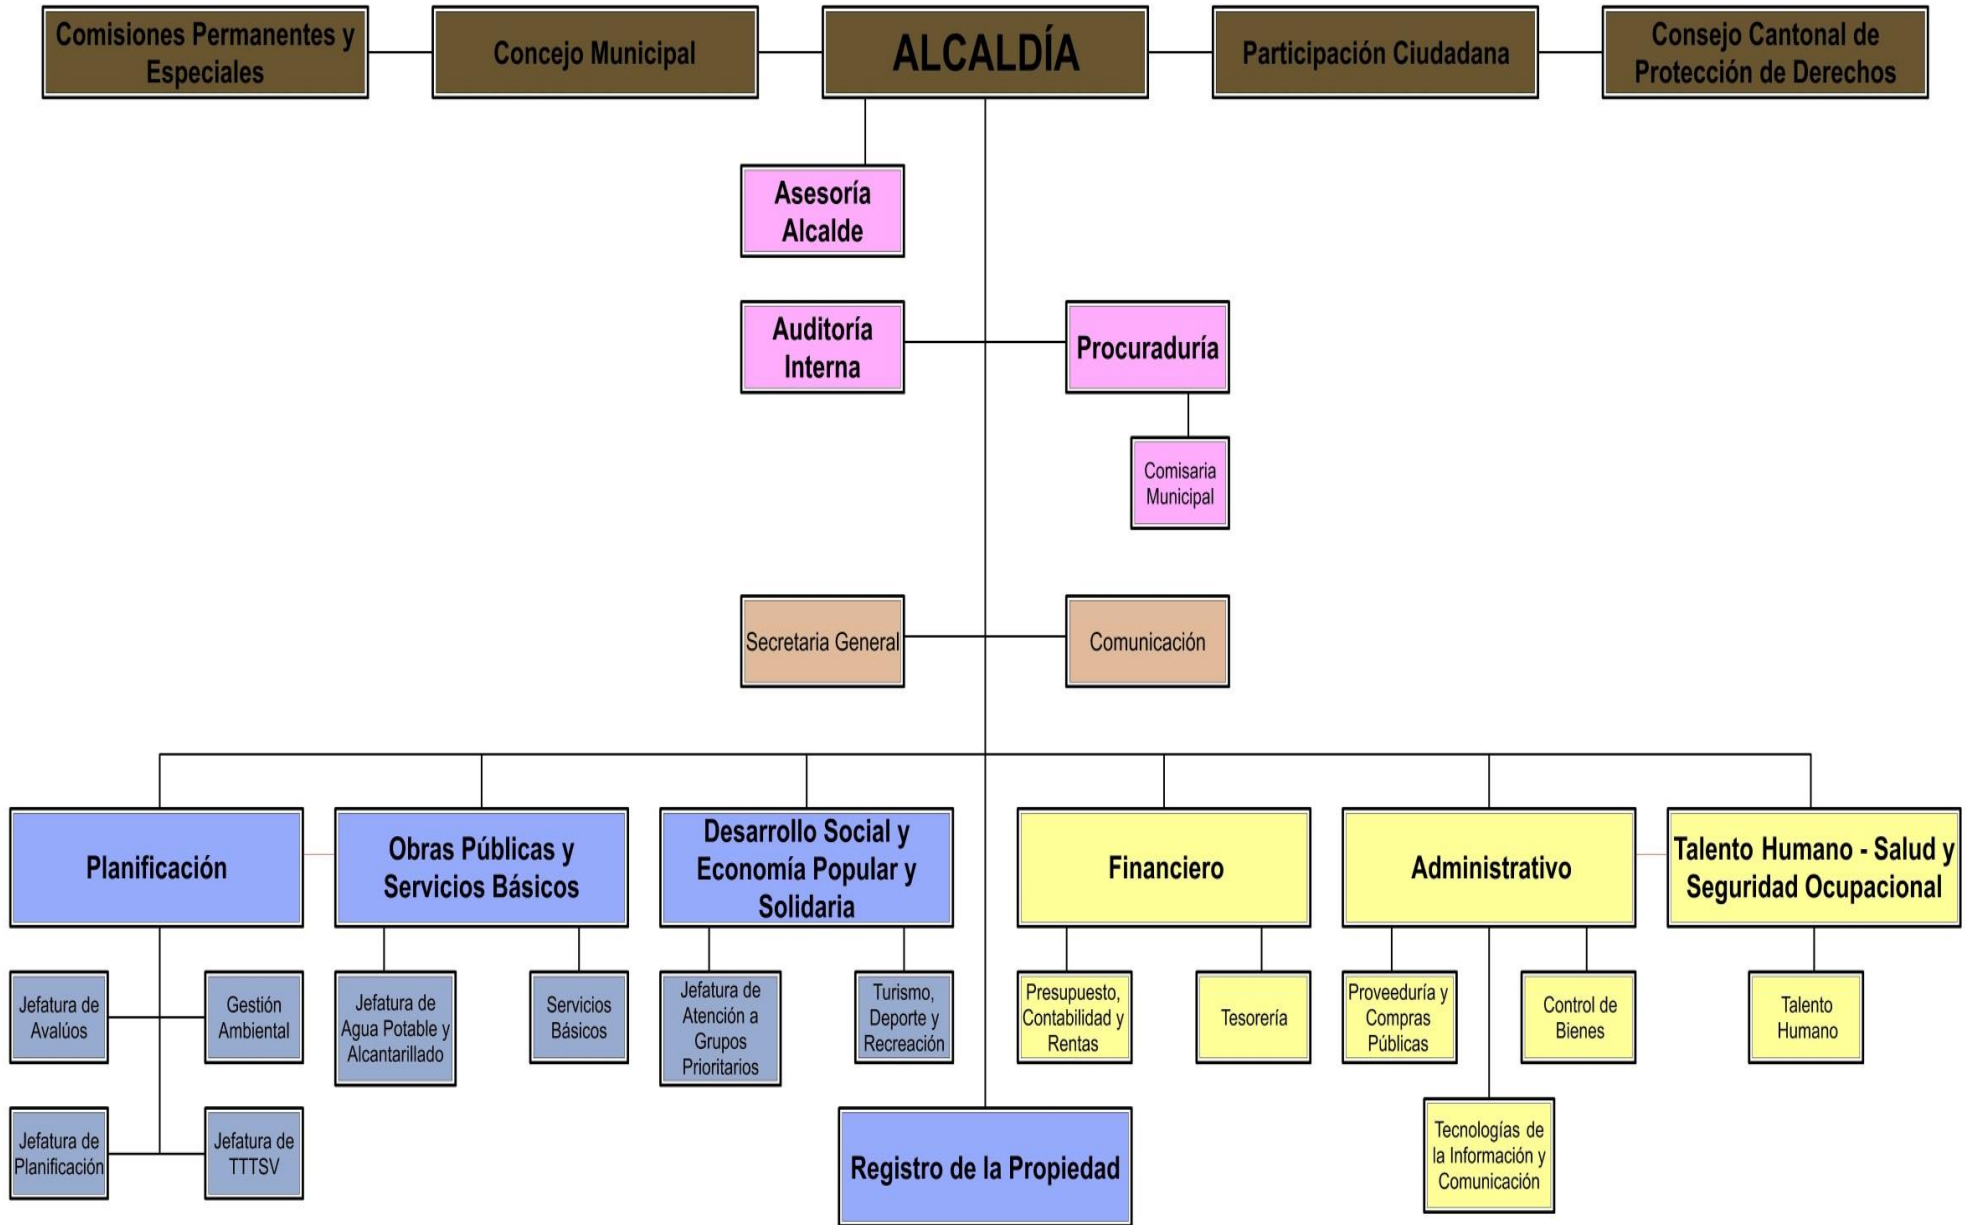 Comisiones Permanentes y
Especiales
Concejo Municipal
ALCALDÍA
Participación Ciudadana
Consejo Cantonal de
Protección de Derechos
Asesoría
Alcalde
Auditoría
Interna
Procuraduría
Comisaria
Municipal
Secretaria General
Comunicación
Planificación
Obras Públicas y
Servicios Básicos
Desarrollo Social y
Economía Popular y
Solidaria
Financiero
Administrativo
Talento Humano - Salud y
Seguridad Ocupacional
Jefatura de
Avalúos
Gestión
Ambiental
Jefatura de
Agua Potable y
Alcantarillado
Servicios
Básicos
Jefatura de
Atención a
Grupos
Prioritarios
Turismo,
Deporte y
Recreación
Presupuesto,
Contabilidad y
Rentas
Tesorería
Proveeduría y
Compras
Públicas
Control de
Bienes
Talento
Humano
Jefatura de
Planificación
Jefatura de
TTTSV
Registro de la Propiedad
Tecnologías de
la Información y
Comunicación